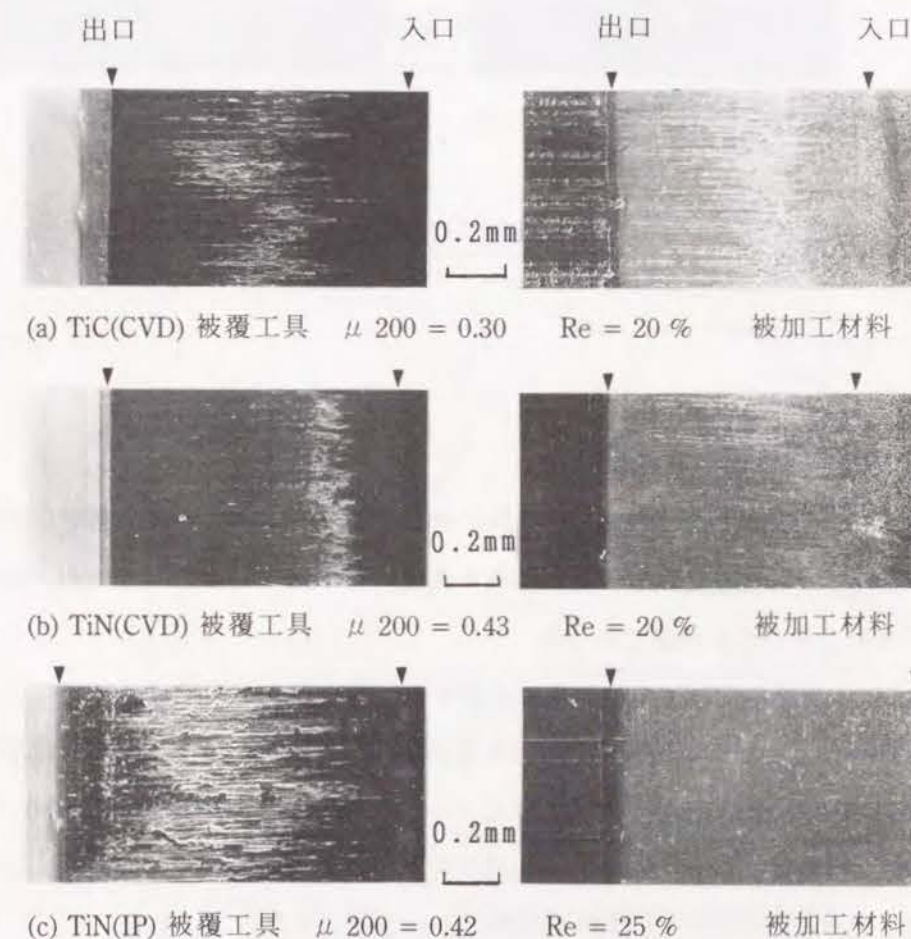 出口 入口 出口 入口
0.2mm
(a) TiC(CVD) 被覆工具 μ 200 = 0.30 Re = 20 % 被加工材料
0.2mm
(b) TiN(CVD) 被覆工具 μ 200 = 0.43 Re = 20 % 被加工材料
0.2mm
(c) TiN(IP) 被覆工具 μ 200 = 0.42 Re = 25 % 被加工材料